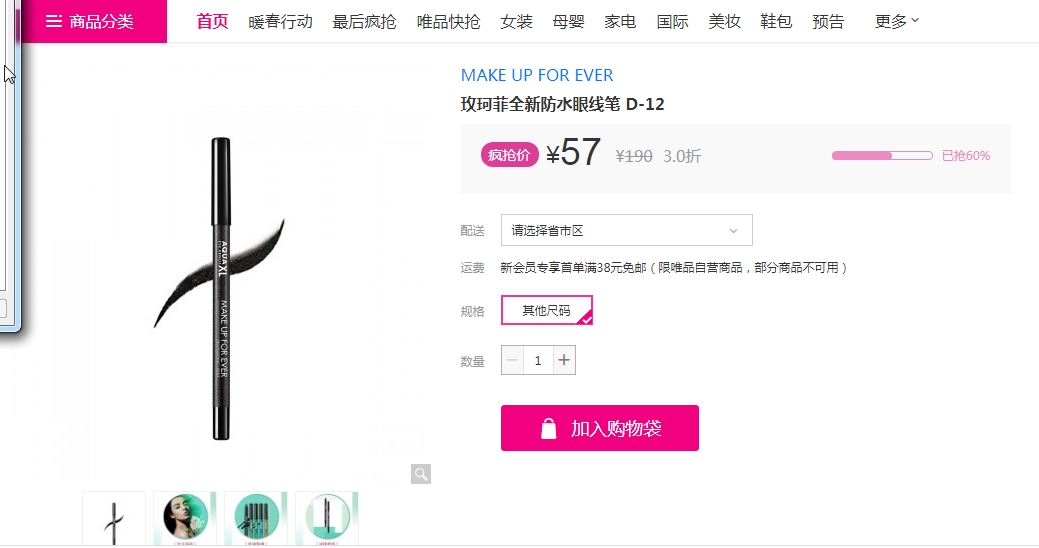 商品分类 首页 暖春行动 最后疯抢 唯品快抢 女装 母婴 家电 国际 美妆 鞋包 预告 更多
MAKE UP FOR EVER
玫珂菲全新防水眼线笔 D-12
疯抢价 ¥57 ¥190 3.0折 已抢60%
配送 请选择省市区
运费 新会员专享首单满38元免邮（限唯品自营商品，部分商品不可用）
规格 其他尺码
数量 1
加入购物袋
AQUA XL
MAKE UP FOR EVER